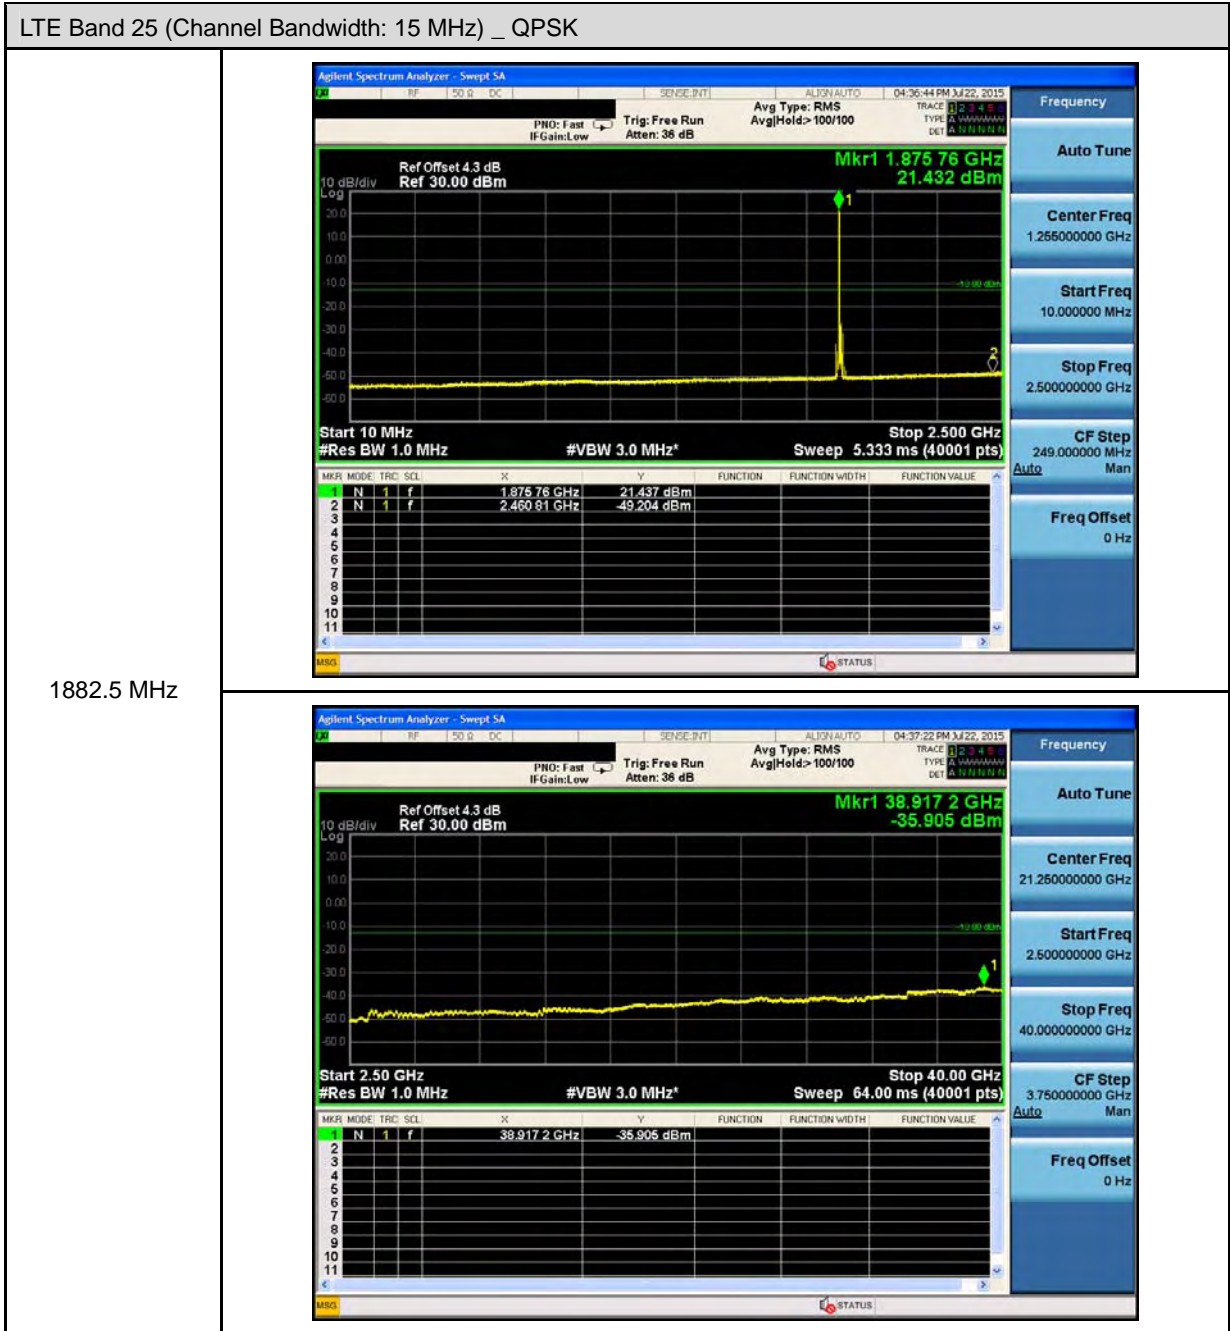 LTE Band 25 (Channel Bandwidth: 15 MHz) _ QPSK
1882.5 MHz
Agilent Spectrum Analyzer - Swept SA
RF 50 Ω DC SENSE:INT ALIGN AUTO 04:36:44 PM Jul 22, 2015
PNO: Fast Trig: Free Run Avg Type: RMS TRACE 1 2 3 4 5 6
IFGain:Low Atten: 36 dB Avg|Hold:> 100/100 TYPE A
DET A N N N N N
Mkr1 1.875 76 GHz
21.432 dBm
Ref Offset 4.3 dB
10 dB/div Ref 30.00 dBm
Log
20.0
10.0
0.00
-10.0
-20.0
-30.0
-40.0
-50.0
-60.0
1
2
Start 10 MHz Stop 2.500 GHz
#Res BW 1.0 MHz #VBW 3.0 MHz* Sweep 5.333 ms (40001 pts)
MKR MODE TRC SCL X Y FUNCTION FUNCTION WIDTH FUNCTION VALUE
1 N 1 f 1.875 76 GHz 21.437 dBm
2 N 1 f 2.460 81 GHz -49.204 dBm
3
4
5
6
7
8
9
10
11
MSG STATUS
Frequency
Auto Tune
Center Freq
1.255000000 GHz
Start Freq
10.000000 MHz
Stop Freq
2.500000000 GHz
CF Step
249.000000 MHz
Auto Man
Freq Offset
0 Hz
Agilent Spectrum Analyzer - Swept SA
RF 50 Ω DC SENSE:INT ALIGN AUTO 04:37:22 PM Jul 22, 2015
PNO: Fast Trig: Free Run Avg Type: RMS TRACE 1 2 3 4 5 6
IFGain:Low Atten: 36 dB Avg|Hold:> 100/100 TYPE A
DET A N N N N N
Mkr1 38.917 2 GHz
-35.905 dBm
Ref Offset 4.3 dB
10 dB/div Ref 30.00 dBm
Log
20.0
10.0
0.00
-10.0
-20.0
-30.0
-40.0
-50.0
-60.0
1
Start 2.50 GHz Stop 40.00 GHz
#Res BW 1.0 MHz #VBW 3.0 MHz* Sweep 64.00 ms (40001 pts)
MKR MODE TRC SCL X Y FUNCTION FUNCTION WIDTH FUNCTION VALUE
1 N 1 f 38.917 2 GHz -35.905 dBm
2
3
4
5
6
7
8
9
10
11
MSG STATUS
Frequency
Auto Tune
Center Freq
21.250000000 GHz
Start Freq
2.500000000 GHz
Stop Freq
40.000000000 GHz
CF Step
3.750000000 GHz
Auto Man
Freq Offset
0 Hz